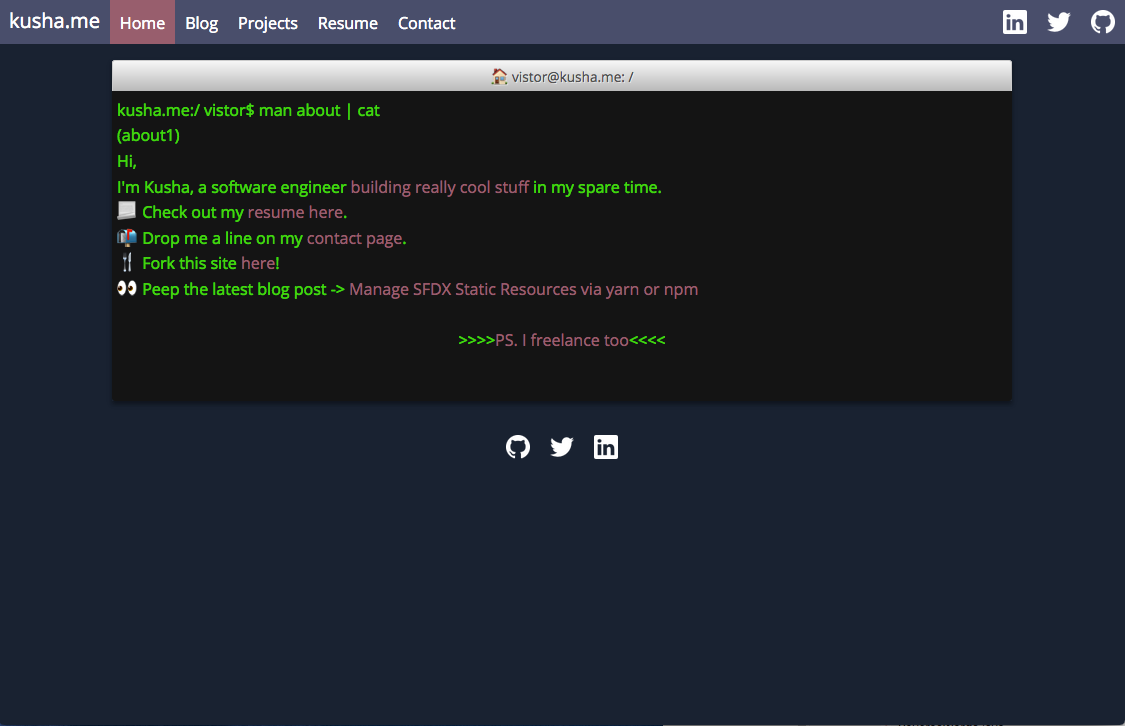 kusha.me Home Blog Projects Resume Contact
vistor@kusha.me: /
kusha.me:/ vistor$ man about | cat
(about1)
Hi,
I'm Kusha, a software engineer building really cool stuff in my spare time.
Check out my resume here.
Drop me a line on my contact page.
Fork this site here!
Peep the latest blog post -> Manage SFDX Static Resources via yarn or npm
>>>>PS. I freelance too<<<<